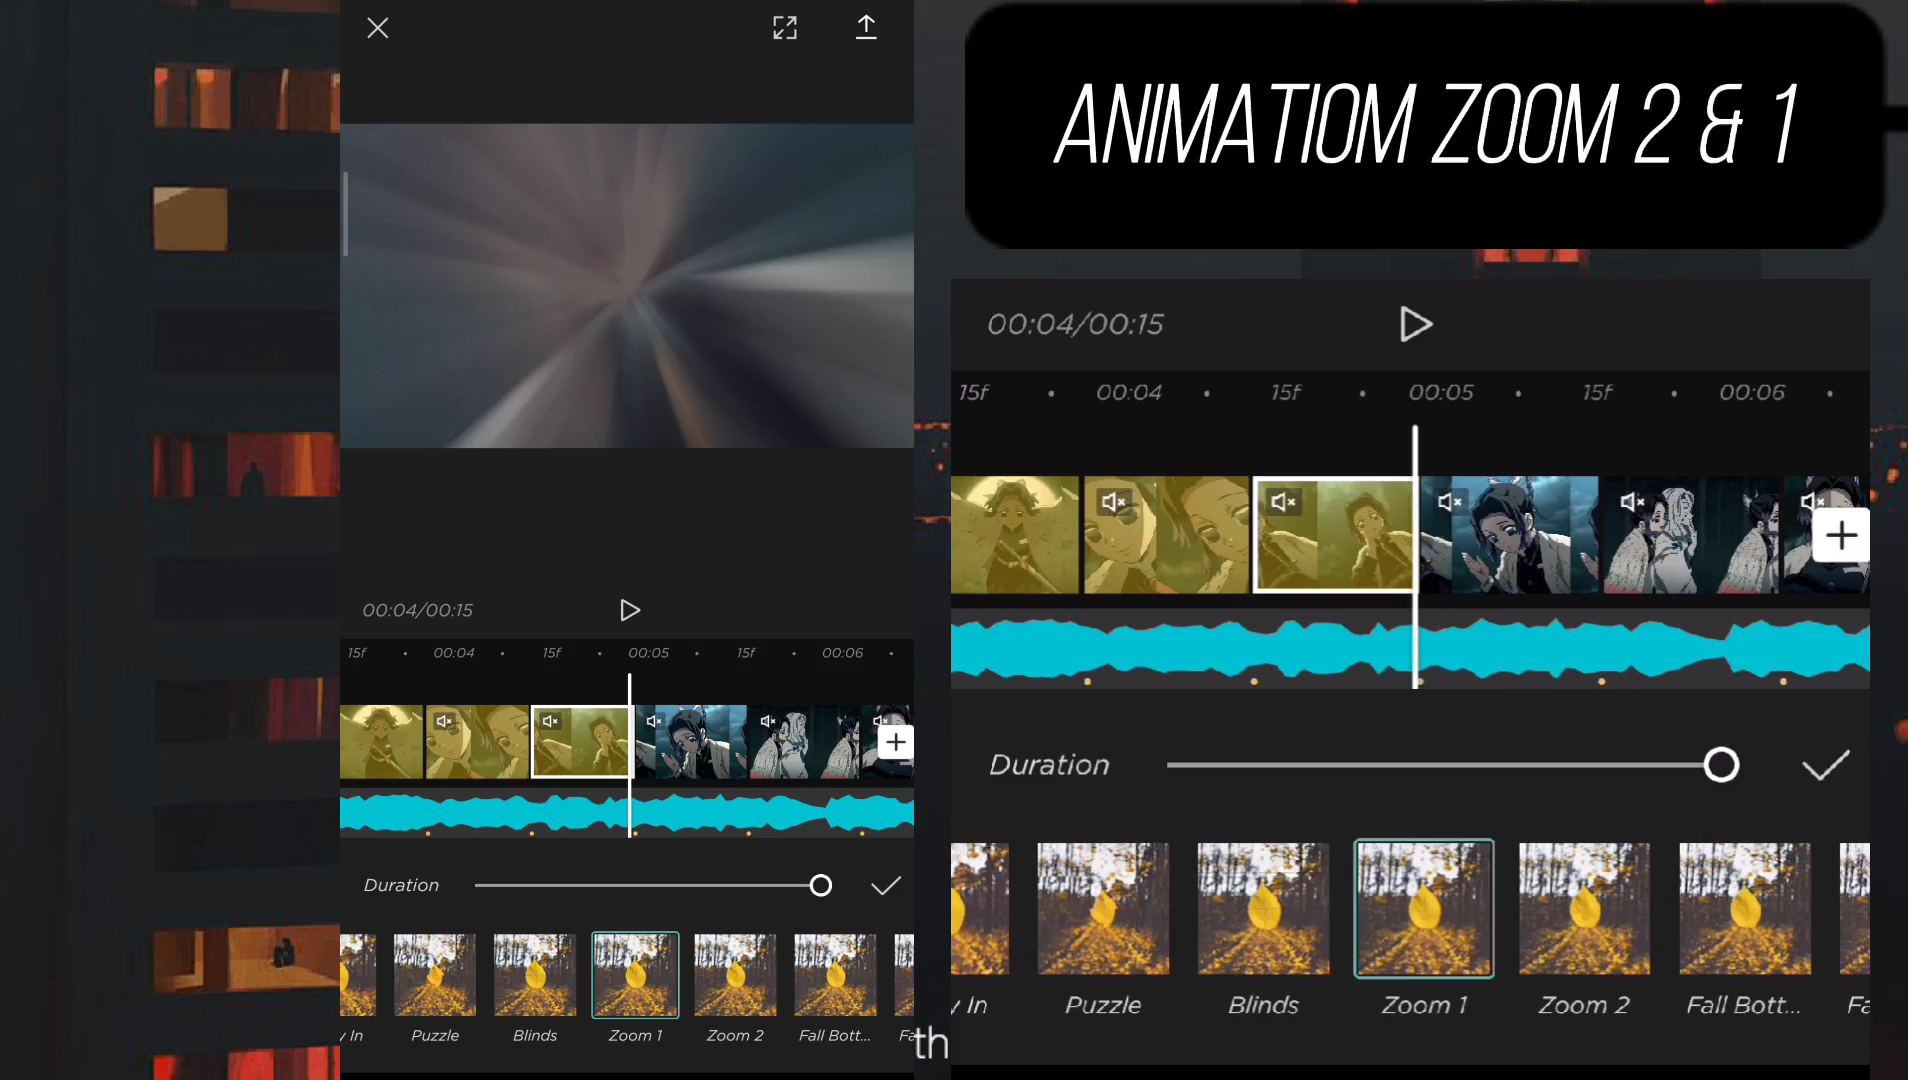 ANIMATIOM ZOOM 2 & 1
00:04/00:15
15f 00:04 15f 00:05 15f 00:06
Duration
y In Puzzle Blinds Zoom 1 Zoom 2 Fall Bott... Fa
00:04/00:15
15f 00:04 15f 00:05 15f 00:06
Duration
y In Puzzle Blinds Zoom 1 Zoom 2 Fall Bott... Fa
th